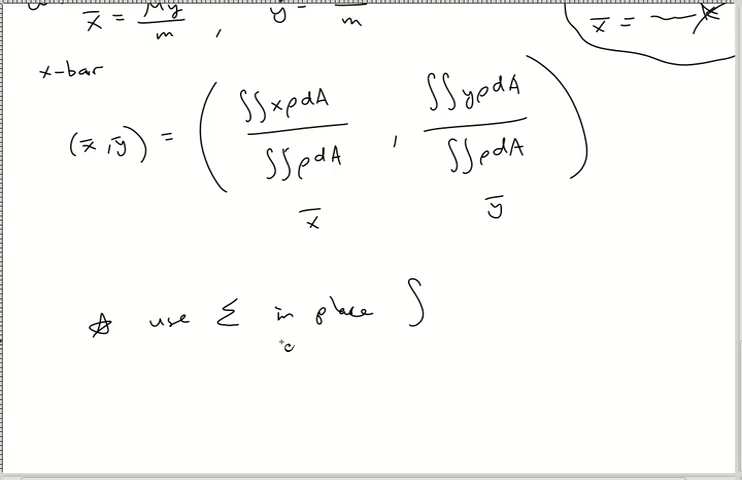 x̄ = My/m , ȳ = /m
x̄ =
x-bar
(x̄, ȳ) = ( ∫∫xρdA / ∫∫ρdA , ∫∫yρdA / ∫∫ρdA )
x̄ ȳ
☆ use Σ in place ∫